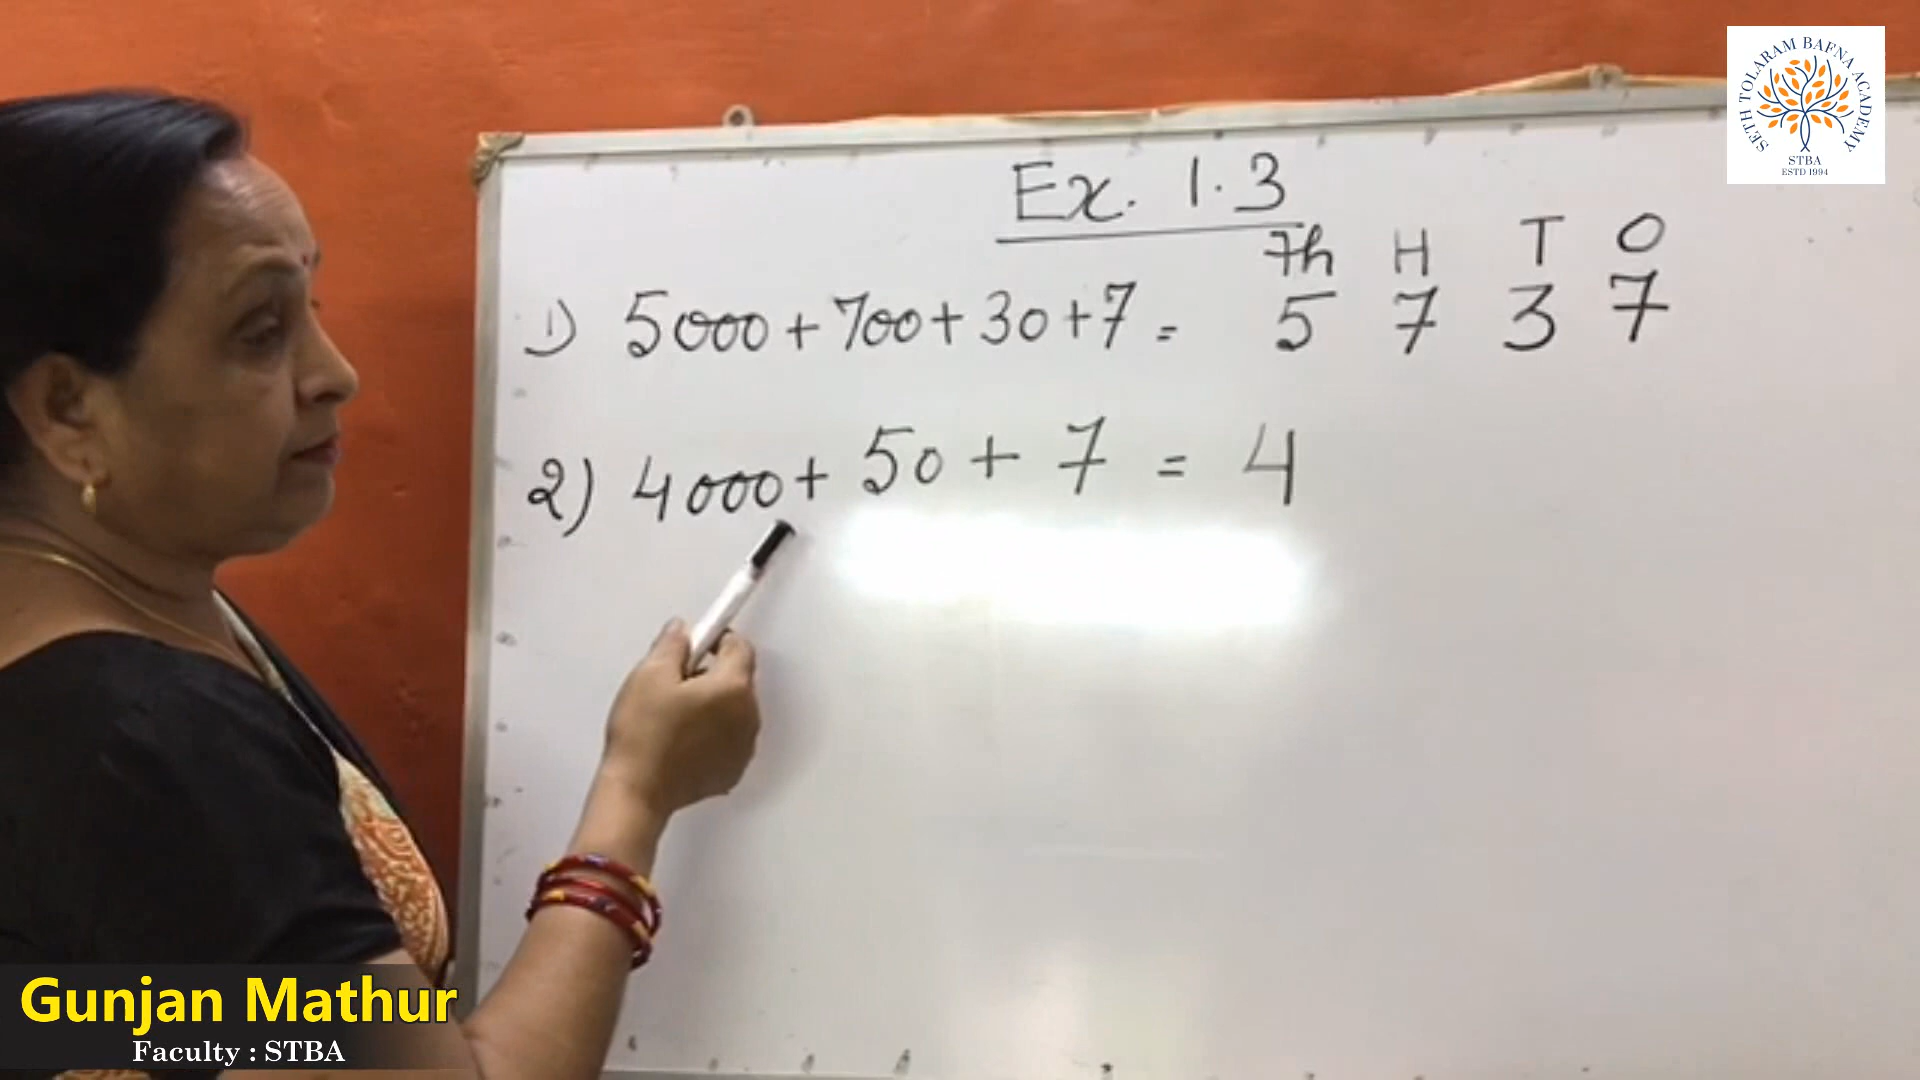 SETH TOLARAM BAFNA ACADEMY
STBA
ESTD 1994
Ex. 1.3
Th H T O
1) 5000+700+30+7= 5 7 3 7
2) 4000+ 50 + 7 = 4
Gunjan Mathur
Faculty : STBA